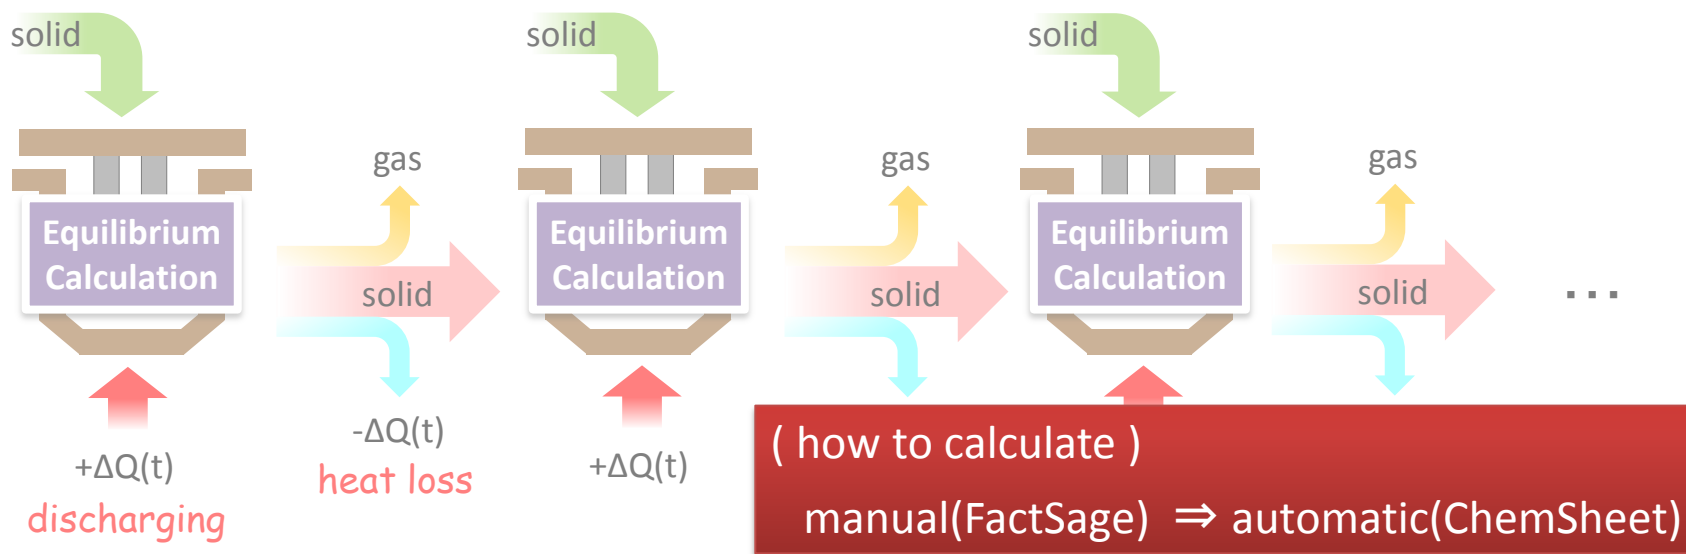 solid
solid
solid
gas
gas
gas
Equilibrium
Calculation
solid
Equilibrium
Calculation
solid
Equilibrium
Calculation
solid
...
+ΔQ(t)
discharging
-ΔQ(t)
heat loss
+ΔQ(t)
( how to calculate )
manual(FactSage) ⇒ automatic(ChemSheet)